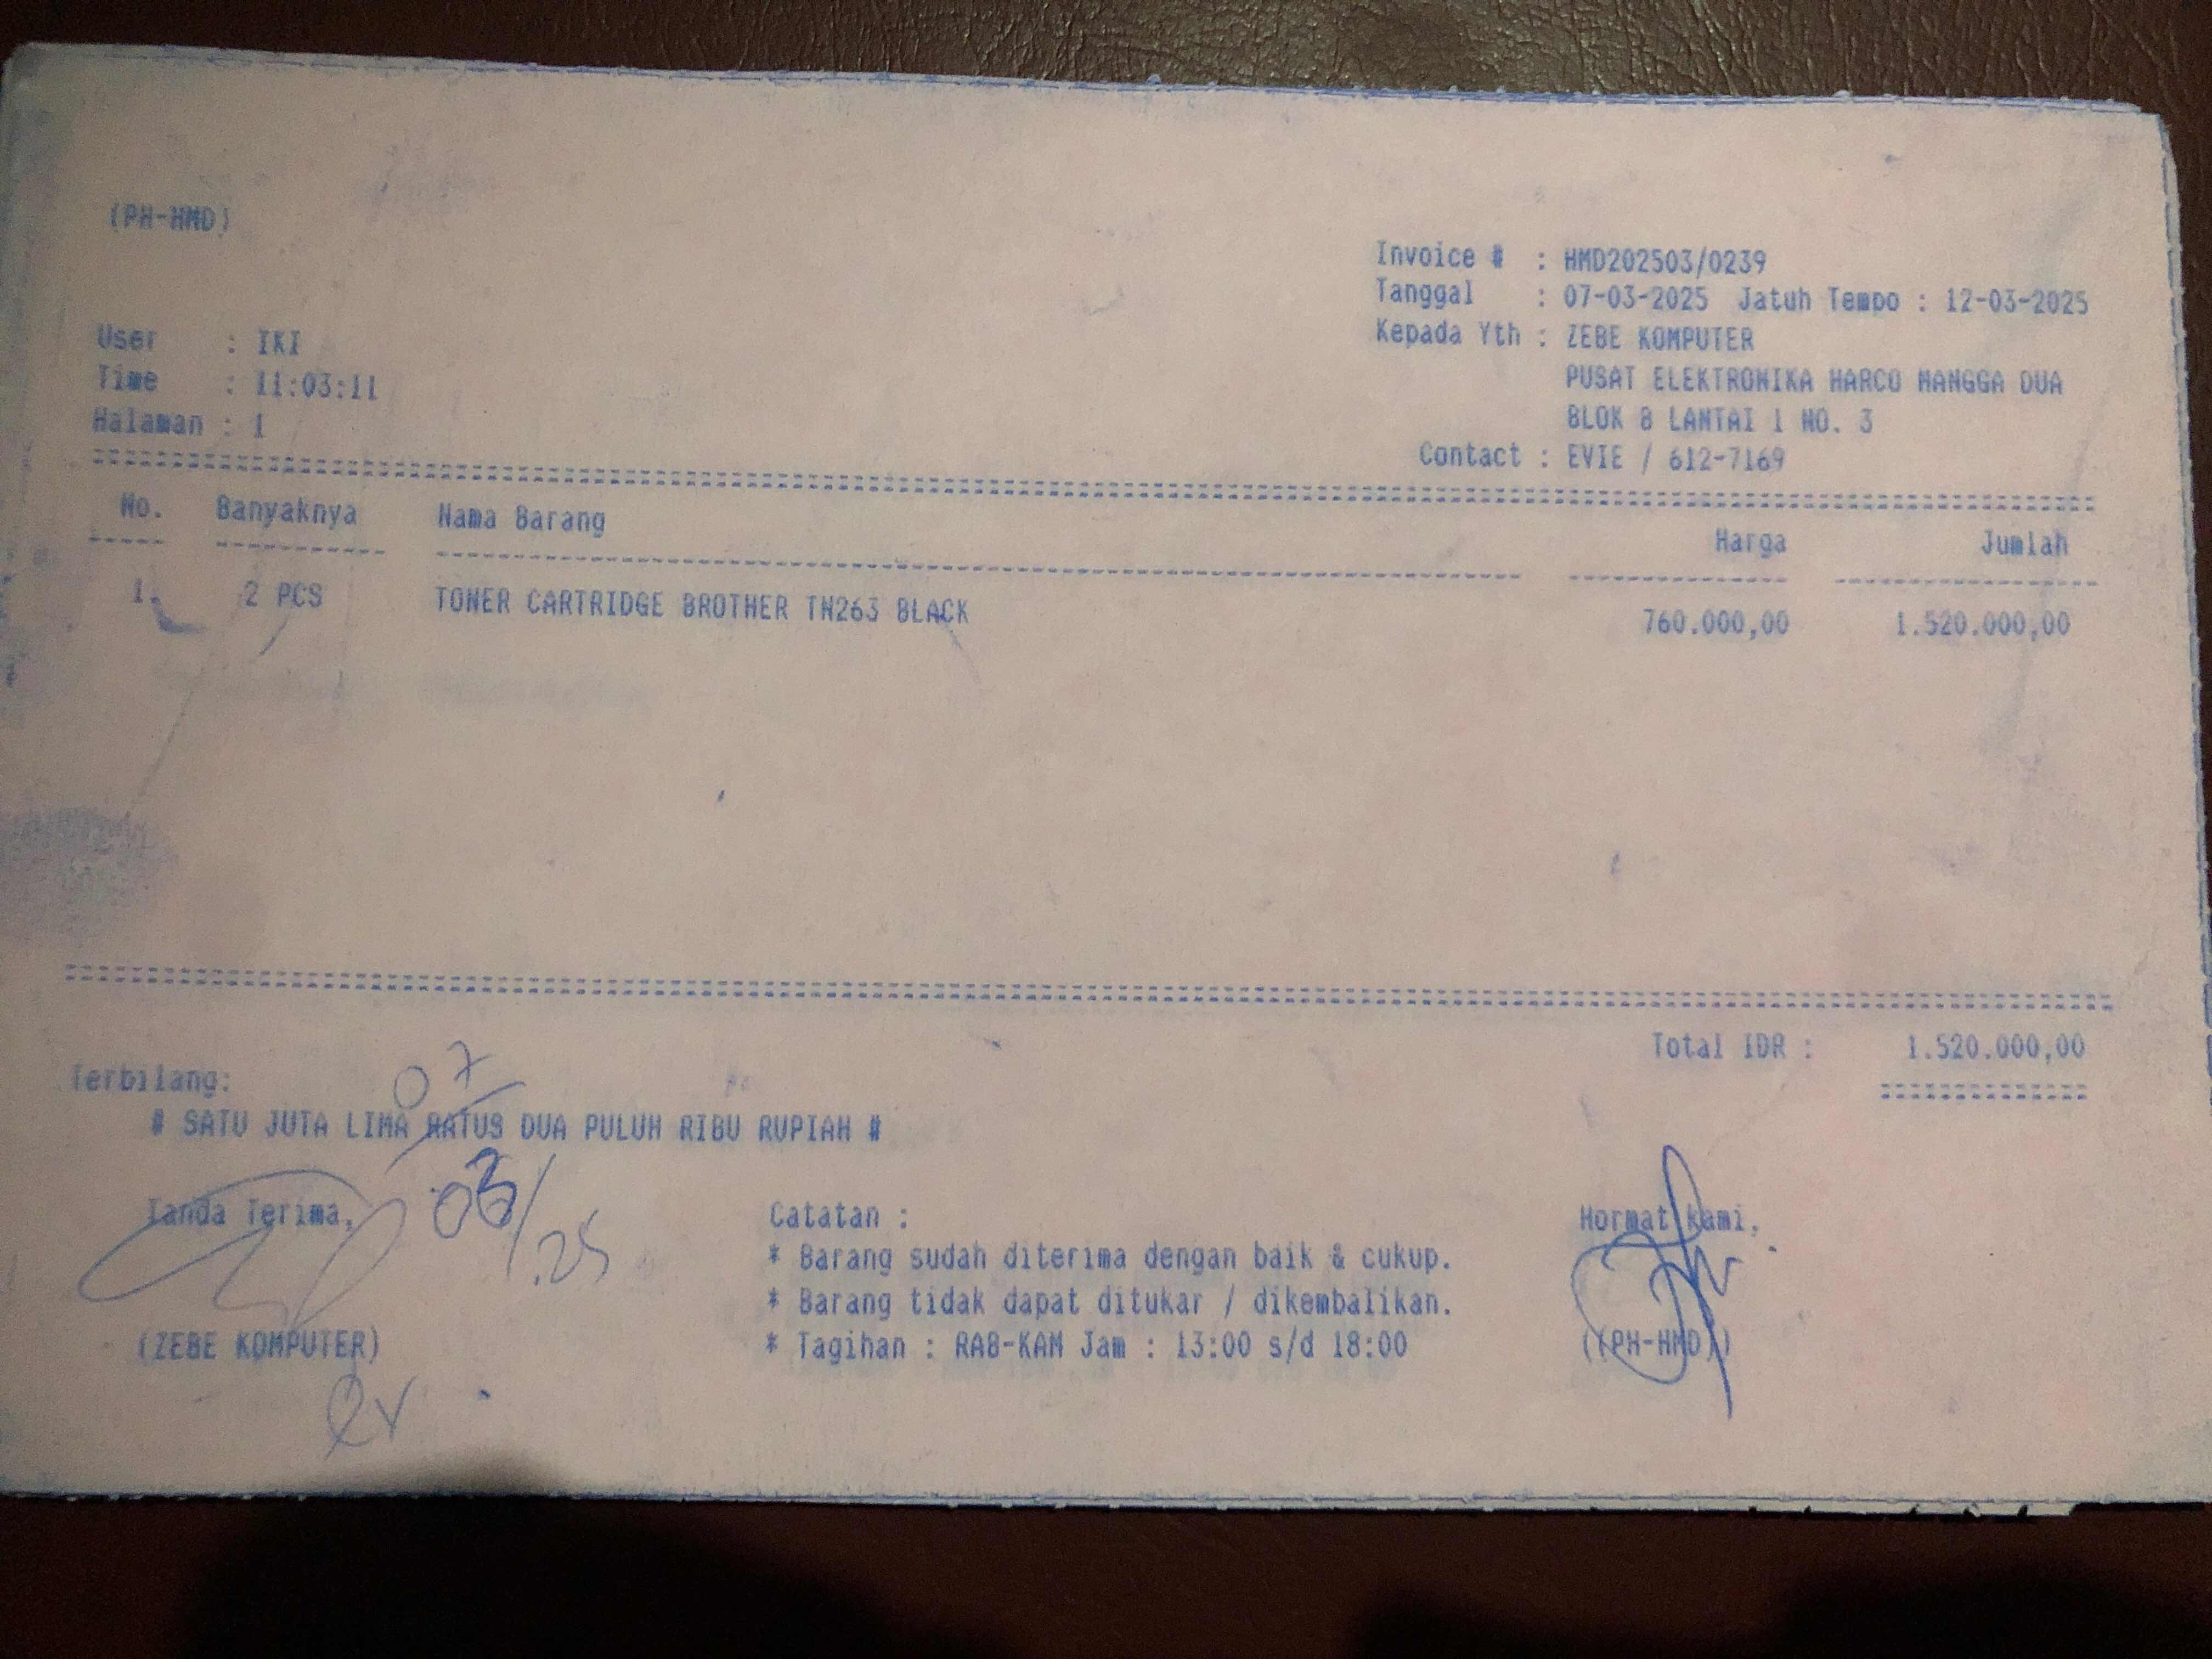 (PH-HMD)
Invoice # : HMD202503/0239
Tanggal : 07-03-2025 Jatuh Tempo : 12-03-2025
User : IKI
Kepada Yth : ZEBE KOMPUTER
Time : 11:03:11
PUSAT ELEKTRONIKA HARCO MANGGA DUA
Halaman : 1
BLOK B LANTAI 1 NO. 3
Contact : EVIE / 612-7169
No. Banyaknya Nama Barang Harga Jumlah
1. 2 PCS TONER CARTRIDGE BROTHER TN263 BLACK 760.000,00 1.520.000,00
Total IDR : 1.520.000,00
Terbilang:
07
# SATU JUTA LIMA RATUS DUA PULUH RIBU RUPIAH #
03/.25
Tanda Terima,
Catatan :
Hormat kami,
* Barang sudah diterima dengan baik & cukup.
* Barang tidak dapat ditukar / dikembalikan.
* Tagihan : RAB-KAM Jam : 13:00 s/d 18:00
(ZEBE KOMPUTER)
((PH-HMD))